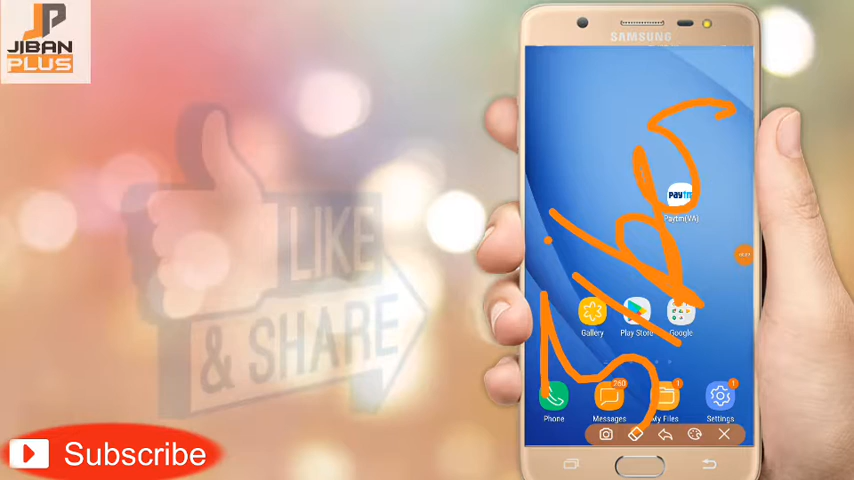 JIBAN
PLUS
LIKE
& SHARE
Subscribe
SAMSUNG
paytm
Paytm(VA)
Gallery
Play Store
Google
Phone
260
Messages
1
My Files
1
Settings